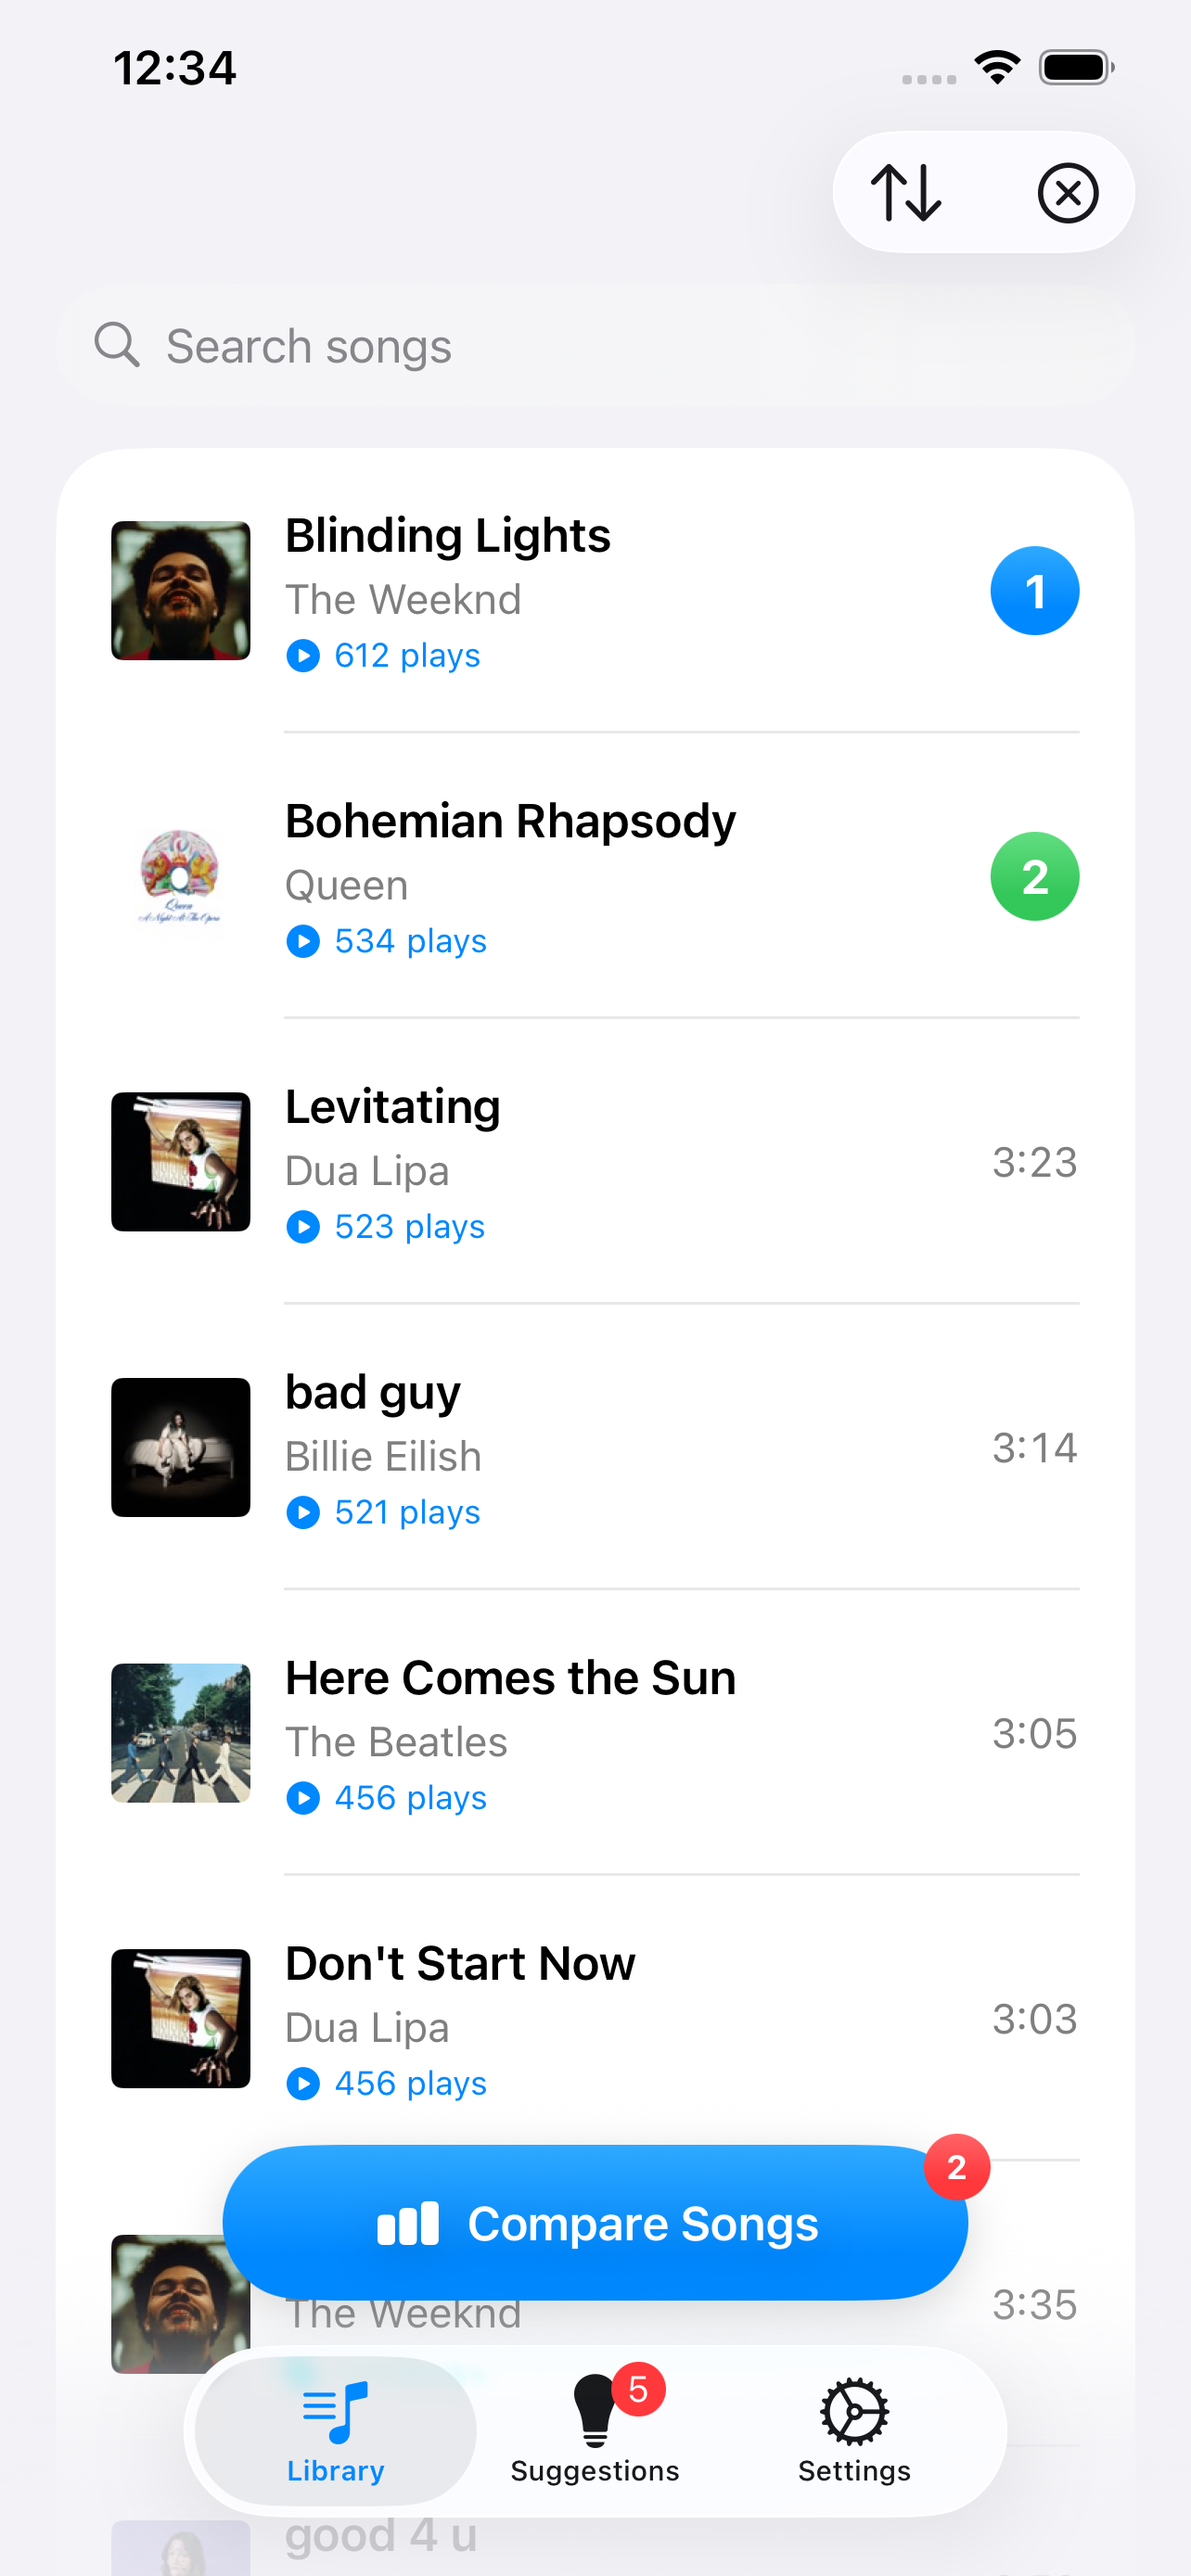 12:34
Search songs
Blinding Lights
The Weeknd
612 plays
1
Bohemian Rhapsody
Queen
534 plays
2
Levitating
Dua Lipa
523 plays
3:23
bad guy
Billie Eilish
521 plays
3:14
Here Comes the Sun
The Beatles
456 plays
3:05
Don't Start Now
Dua Lipa
456 plays
3:03
2
Compare Songs
The Weeknd
3:35
5
Library
Suggestions
Settings
good 4 u